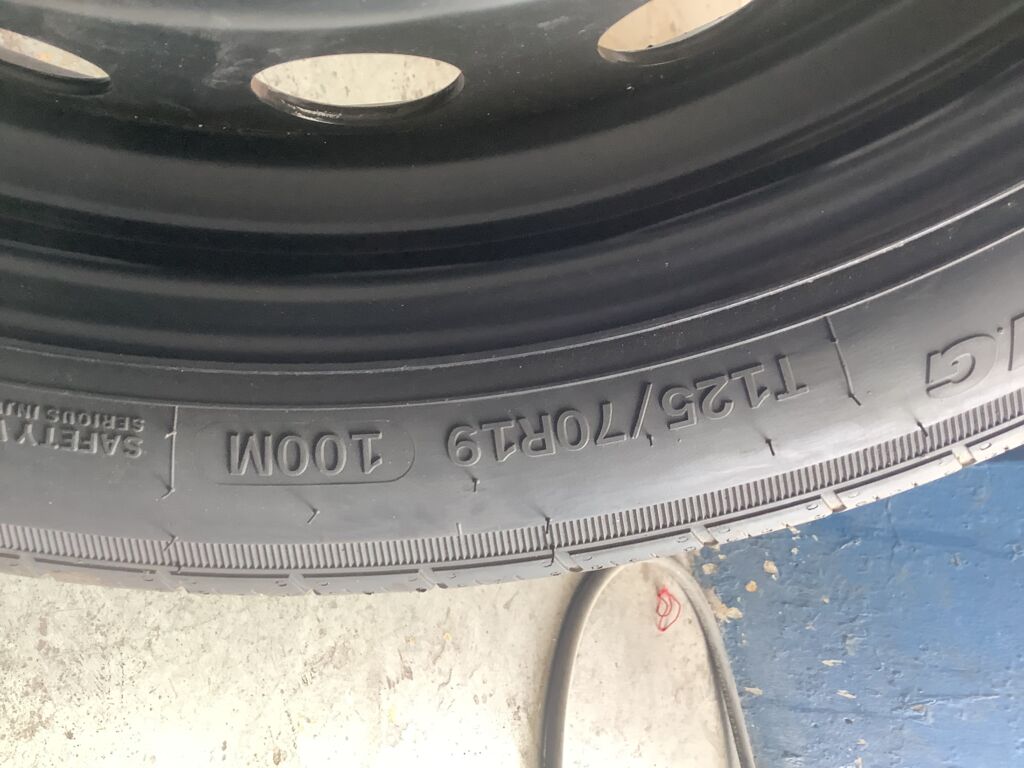 T125/70R19
100M
SAFETY
SERIOUS